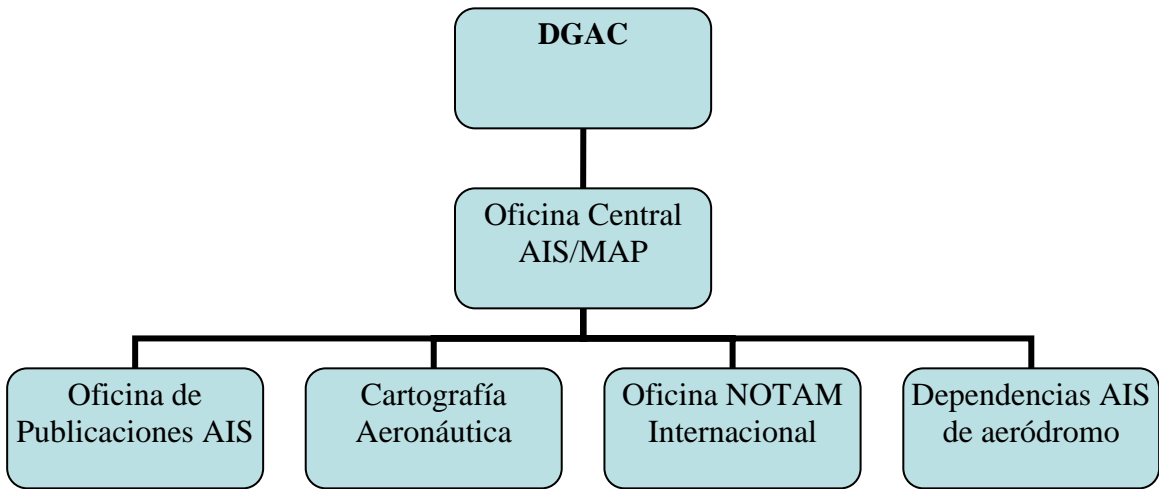 DGAC
Oficina Central
AIS/MAP
Oficina de
Publicaciones AIS
Cartografía
Aeronáutica
Oficina NOTAM
Internacional
Dependencias AIS
de aeródromo